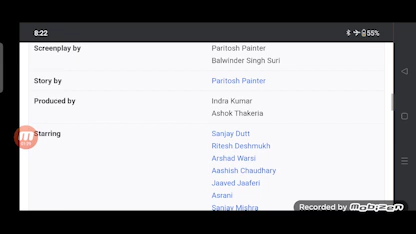 8:22
55%
Screenplay by Paritosh Painter
Balwinder Singh Suri
Story by Paritosh Painter
Produced by Indra Kumar
Ashok Thakeria
Starring Sanjay Dutt
Ritesh Deshmukh
Arshad Warsi
Aashish Chaudhary
Jaaved Jaaferi
Asrani
Sanjay Mishra
Recorded by Mobizen